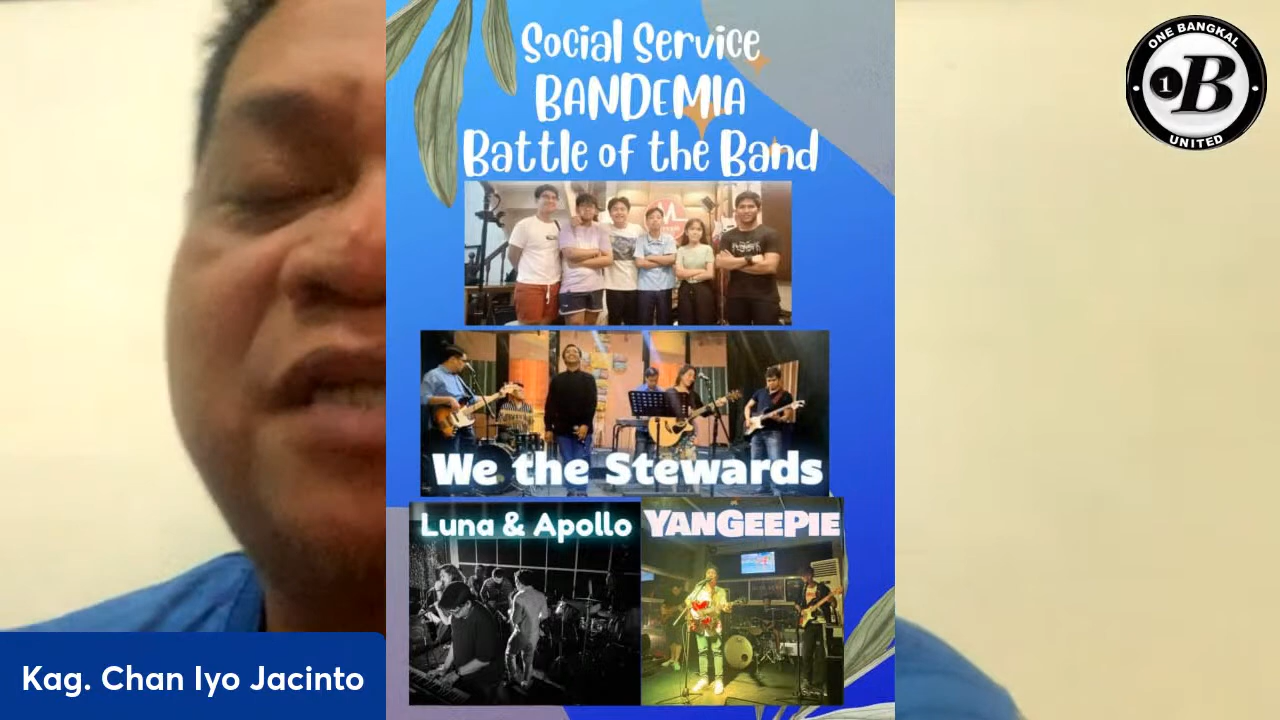 Social Service
BANDEMIA
Battle of the Band
We the Stewards
Luna & Apollo
YANGEEPIE
Kag. Chan Iyo Jacinto
ONE BANGKAL
1B
UNITED